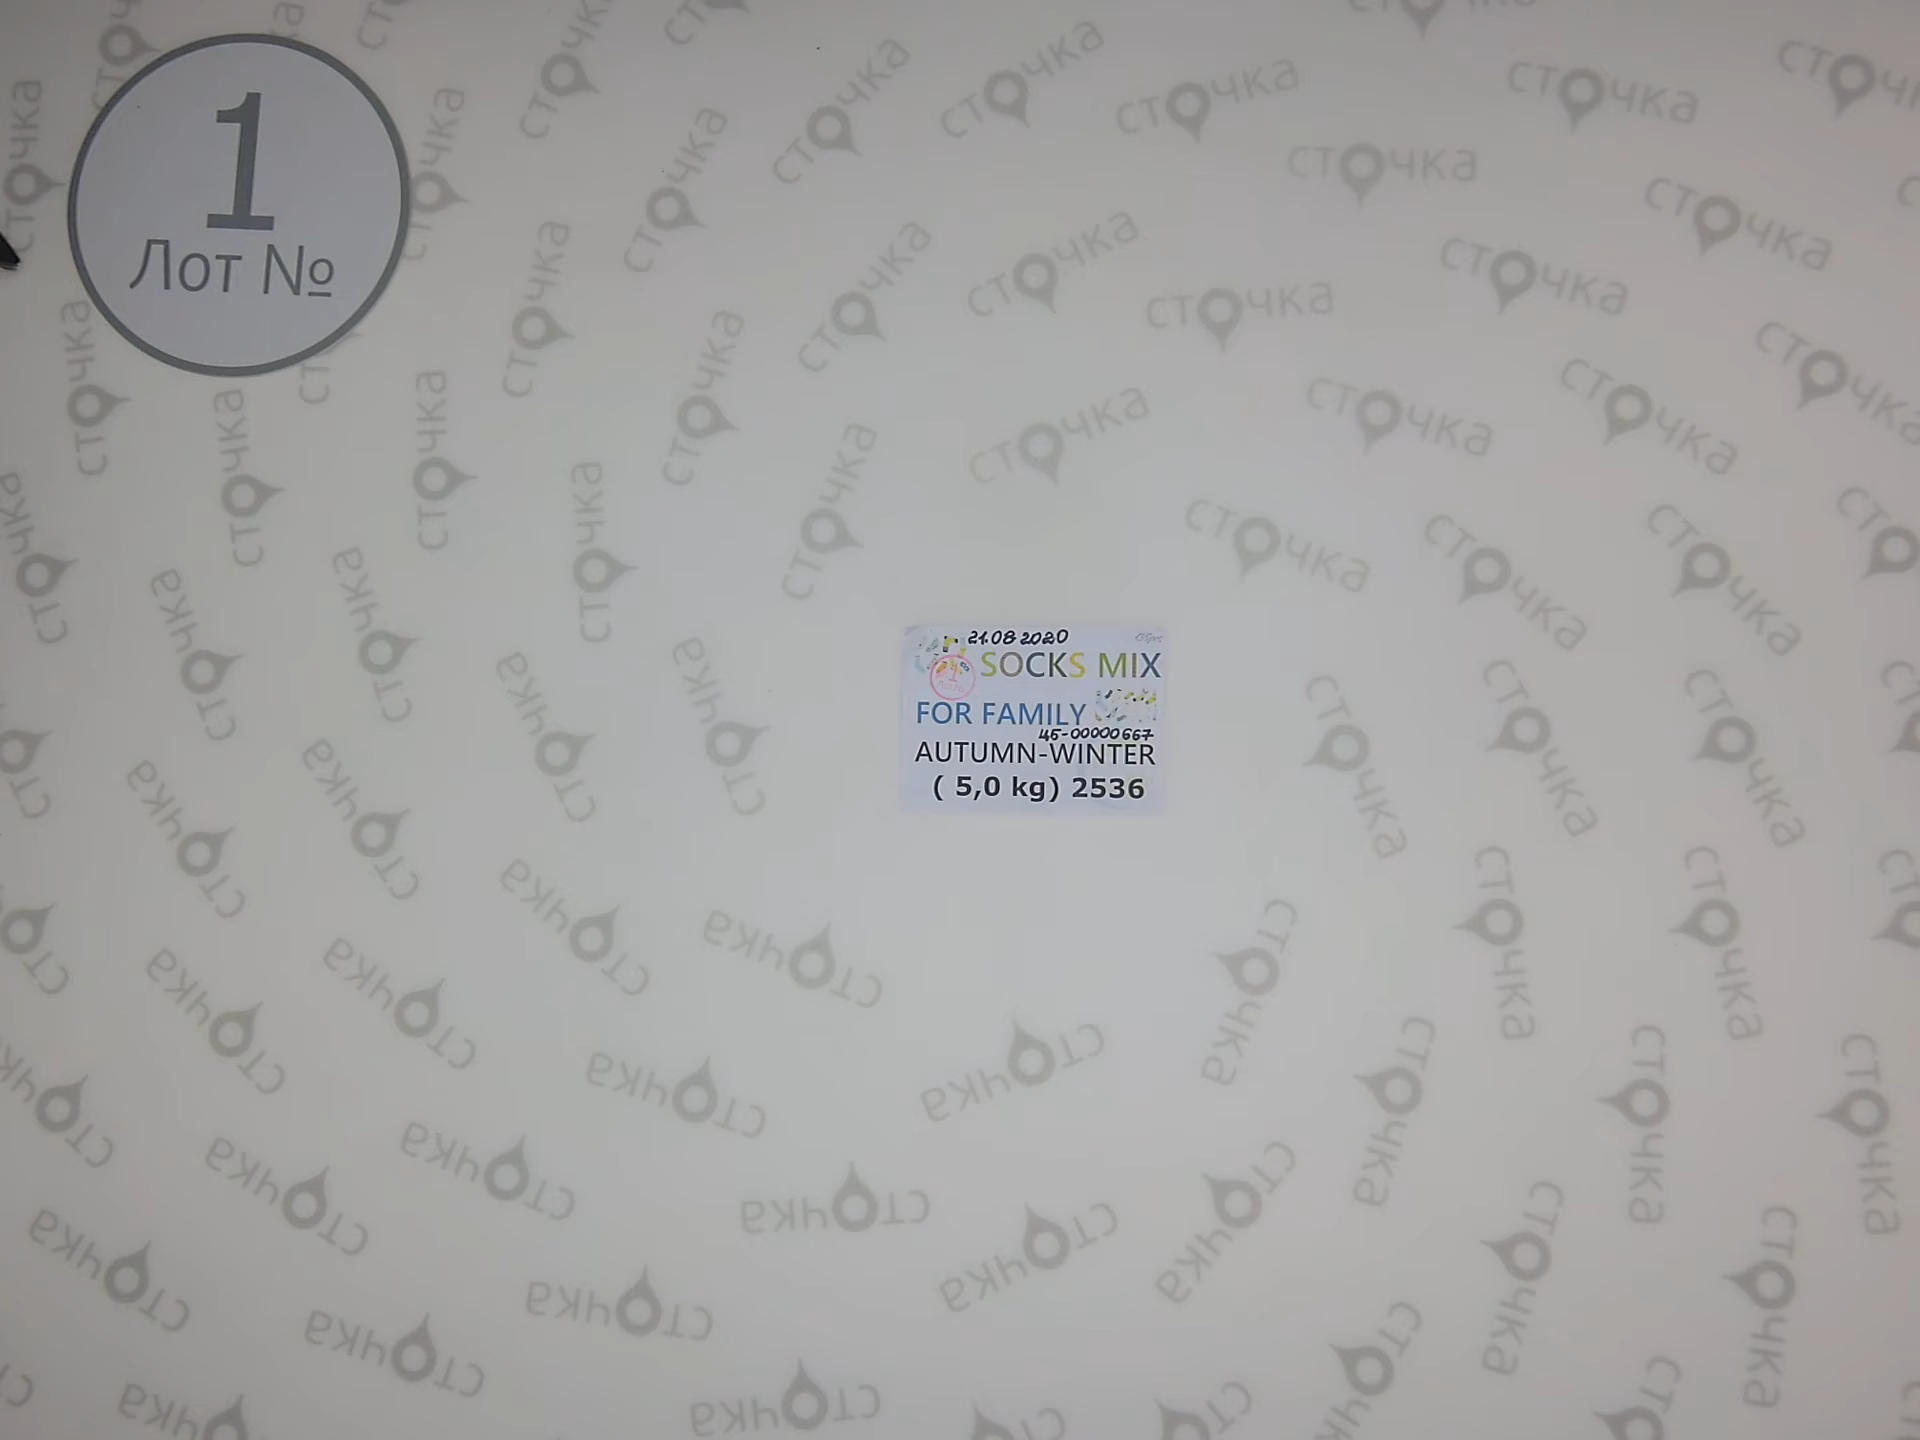 1
Лот №
21.08.2020
SOCKS MIX
FOR FAMILY
45-00000667
AUTUMN-WINTER
( 5,0 kg) 2536
сточка